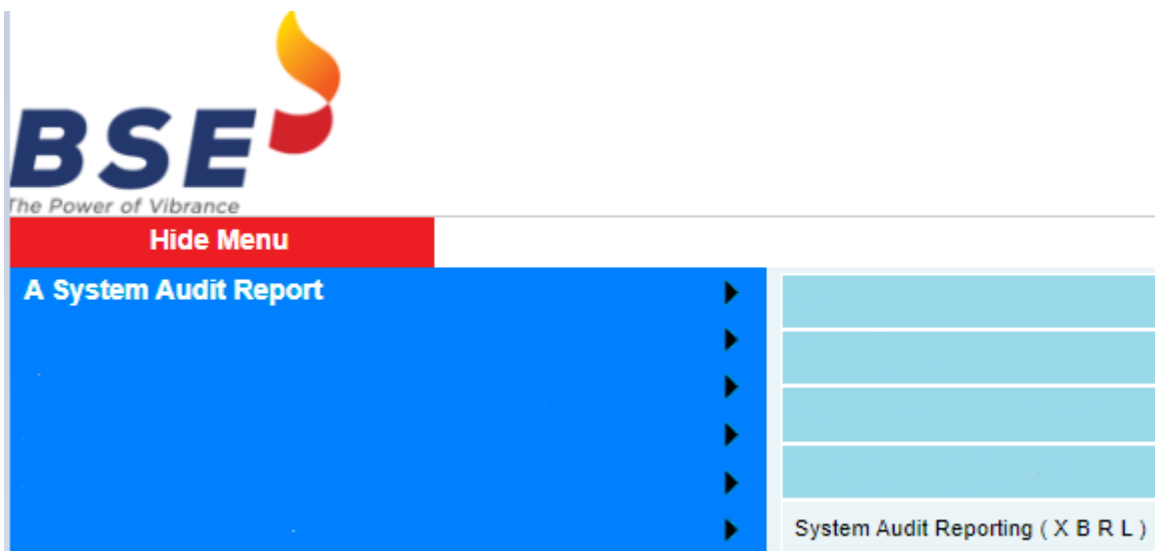 BSE
The Power of Vibrance
Hide Menu
A System Audit Report
System Audit Reporting ( X B R L )